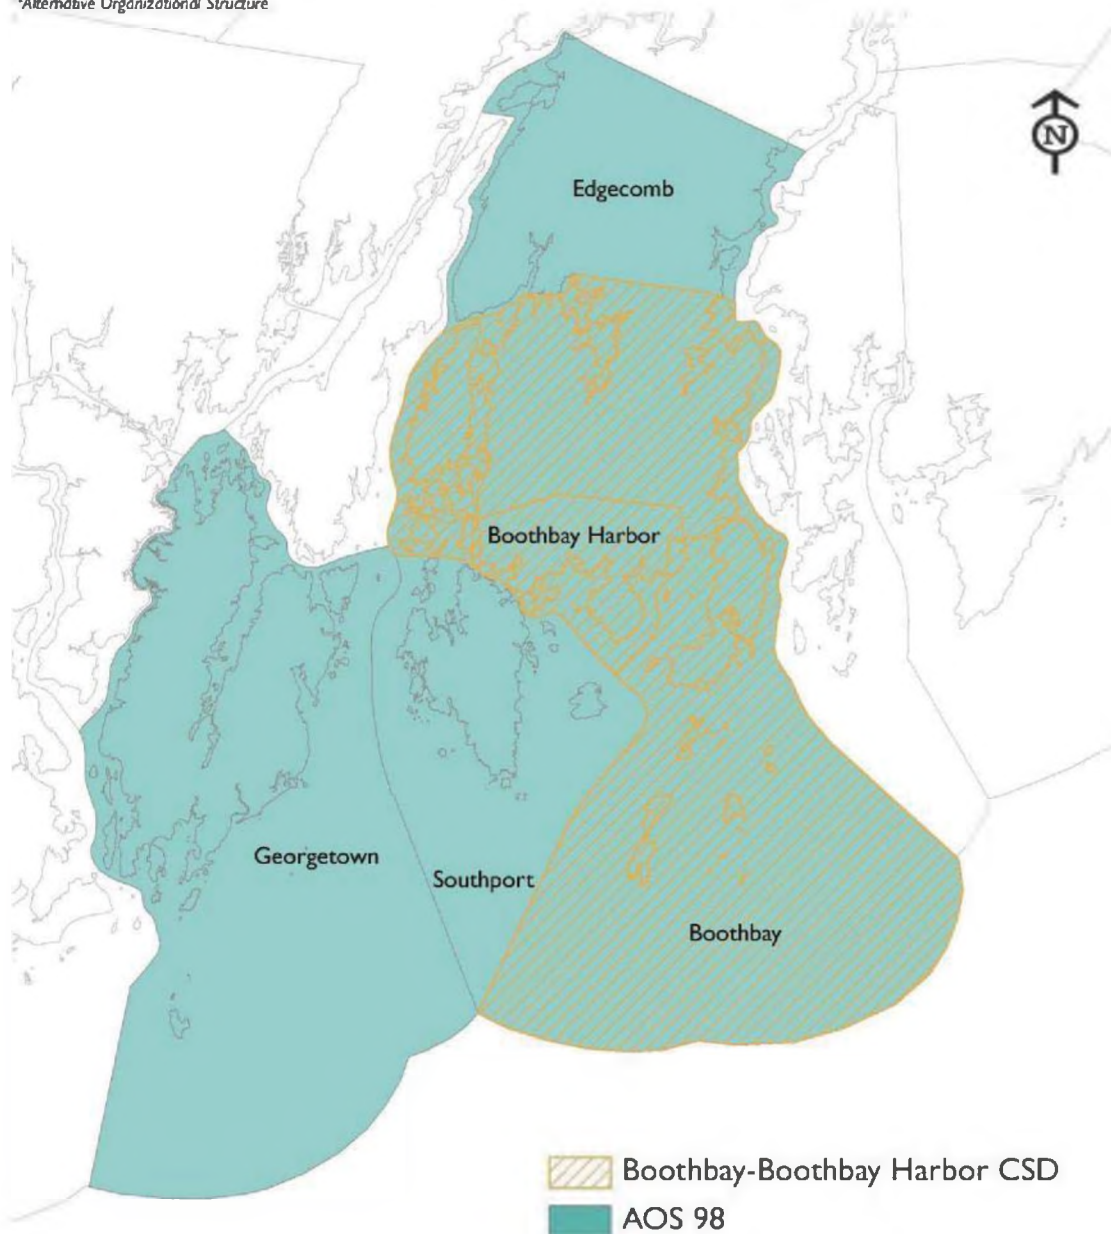 *Alternative Organizational Structure
N
Edgecomb
Boothbay Harbor
Georgetown
Southport
Boothbay
Boothbay-Boothbay Harbor CSD
AOS 98